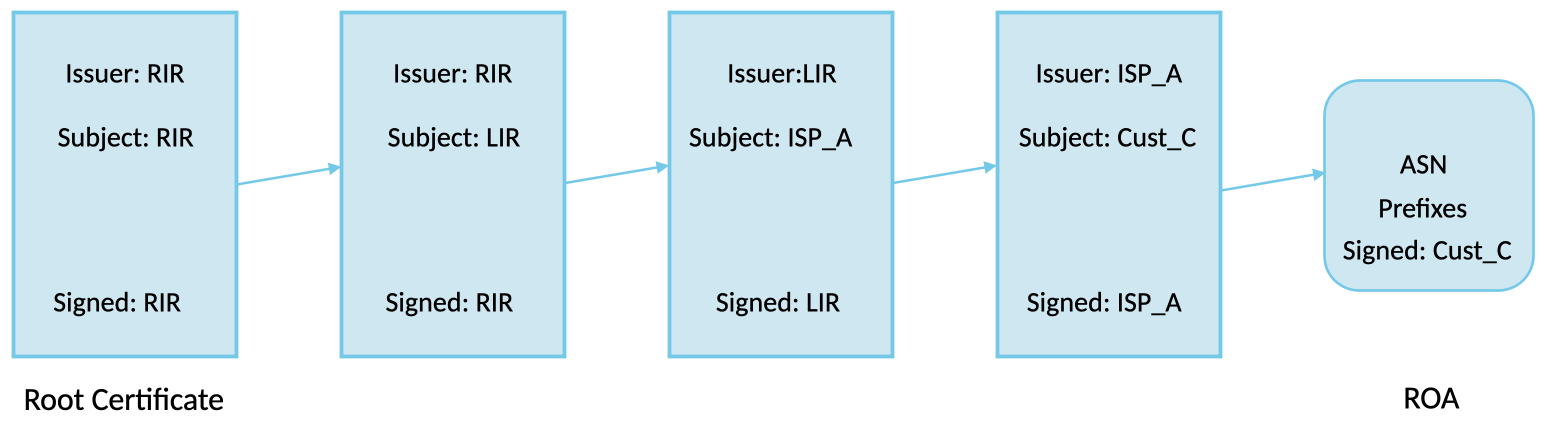 Issuer: RIR
Subject: RIR
Signed: RIR
Root Certificate
Issuer: RIR
Subject: LIR
Signed: RIR
Issuer:LIR
Subject: ISP_A
Signed: LIR
Issuer: ISP_A
Subject: Cust_C
Signed: ISP_A
ASN
Prefixes
Signed: Cust_C
ROA